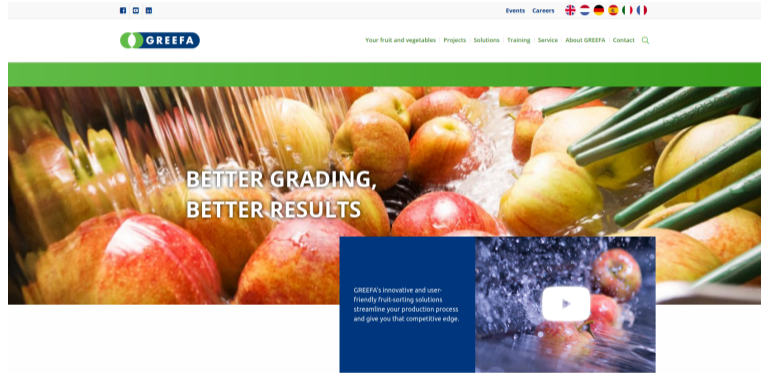 Events Careers
GREEFA
Your fruit and vegetables Projects Solutions Training Service About GREEFA Contact
BETTER GRADING,
BETTER RESULTS
GREEFA's innovative and user-
friendly fruit-sorting solutions
streamline your production process
and give you that competitive edge.